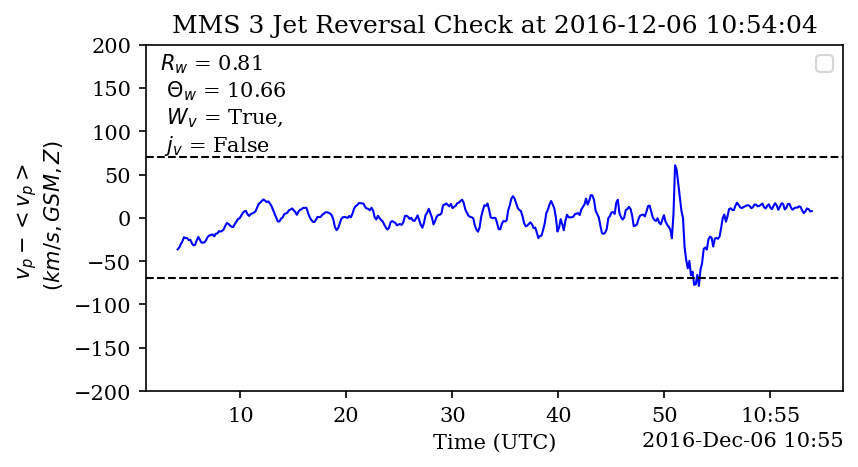 MMS 3 Jet Reversal Check at 2016-12-06 10:54:04
200
150
100
50
0
−50
−100
−150
−200
v_p − < v_p >
(km/s, GSM, Z)
R_w = 0.81
Θ_w = 10.66
W_v = True,
j_v = False
10 20 30 40 50 10:55
Time (UTC)
2016-Dec-06 10:55